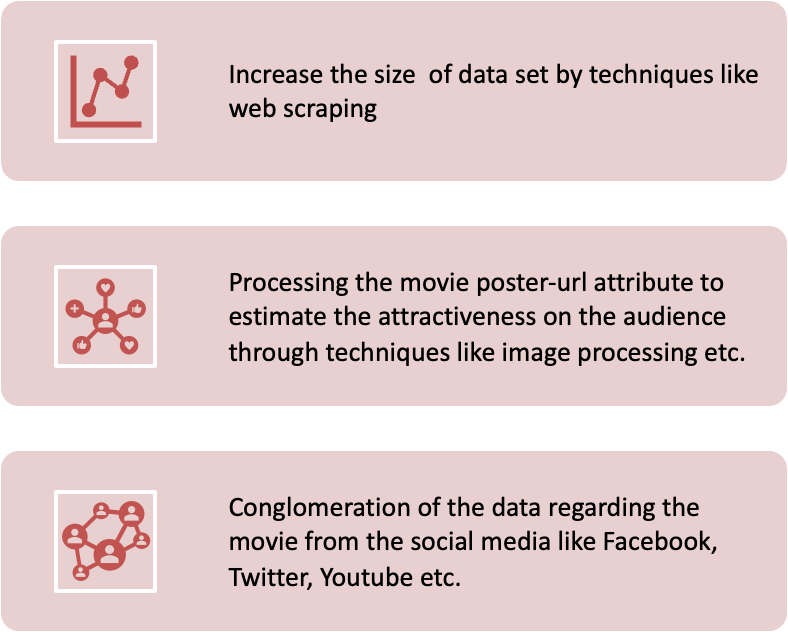 Increase the size  of data set by techniques like
web scraping
Processing the movie poster-url attribute to
estimate the attractiveness on the audience
through techniques like image processing etc.
Conglomeration of the data regarding the
movie from the social media like Facebook,
Twitter, Youtube etc.